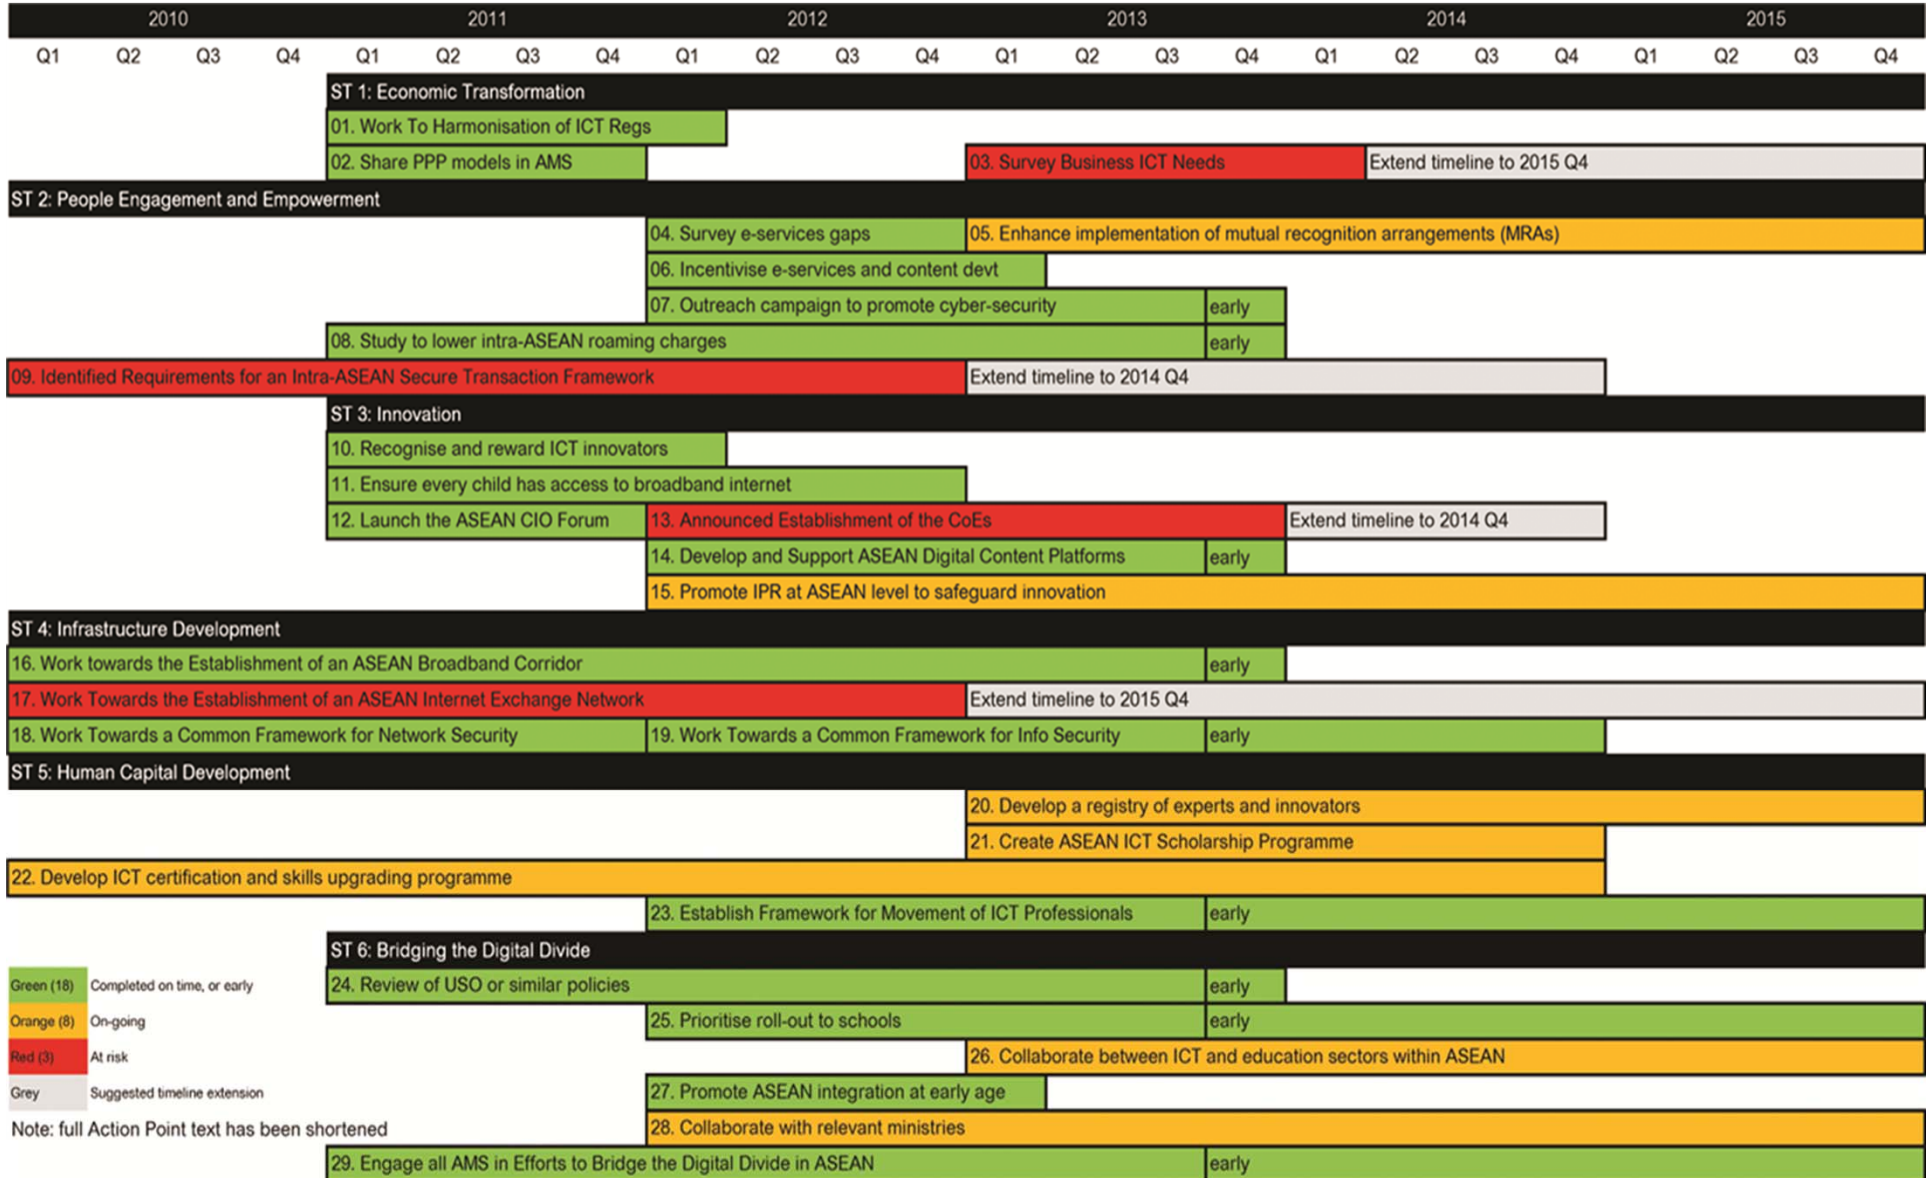 2010 2011 2012 2013 2014 2015
Q1 Q2 Q3 Q4 Q1 Q2 Q3 Q4 Q1 Q2 Q3 Q4 Q1 Q2 Q3 Q4 Q1 Q2 Q3 Q4 Q1 Q2 Q3 Q4
ST 1: Economic Transformation
01. Work To Harmonisation of ICT Regs
02. Share PPP models in AMS 03. Survey Business ICT Needs Extend timeline to 2015 Q4
ST 2: People Engagement and Empowerment
04. Survey e-services gaps 05. Enhance implementation of mutual recognition arrangements (MRAs)
06. Incentivise e-services and content devt
07. Outreach campaign to promote cyber-security early
08. Study to lower intra-ASEAN roaming charges early
09. Identified Requirements for an Intra-ASEAN Secure Transaction Framework Extend timeline to 2014 Q4
ST 3: Innovation
10. Recognise and reward ICT innovators
11. Ensure every child has access to broadband internet
12. Launch the ASEAN CIO Forum 13. Announced Establishment of the CoEs Extend timeline to 2014 Q4
14. Develop and Support ASEAN Digital Content Platforms early
15. Promote IPR at ASEAN level to safeguard innovation
ST 4: Infrastructure Development
16. Work towards the Establishment of an ASEAN Broadband Corridor early
17. Work Towards the Establishment of an ASEAN Internet Exchange Network Extend timeline to 2015 Q4
18. Work Towards a Common Framework for Network Security 19. Work Towards a Common Framework for Info Security early
ST 5: Human Capital Development
20. Develop a registry of experts and innovators
21. Create ASEAN ICT Scholarship Programme
22. Develop ICT certification and skills upgrading programme
23. Establish Framework for Movement of ICT Professionals early
ST 6: Bridging the Digital Divide
Green (18) Completed on time, or early 24. Review of USO or similar policies early
Orange (8) On-going 25. Prioritise roll-out to schools early
Red (3) At risk 26. Collaborate between ICT and education sectors within ASEAN
Grey Suggested timeline extension 27. Promote ASEAN integration at early age
Note: full Action Point text has been shortened 28. Collaborate with relevant ministries
29. Engage all AMS in Efforts to Bridge the Digital Divide in ASEAN early